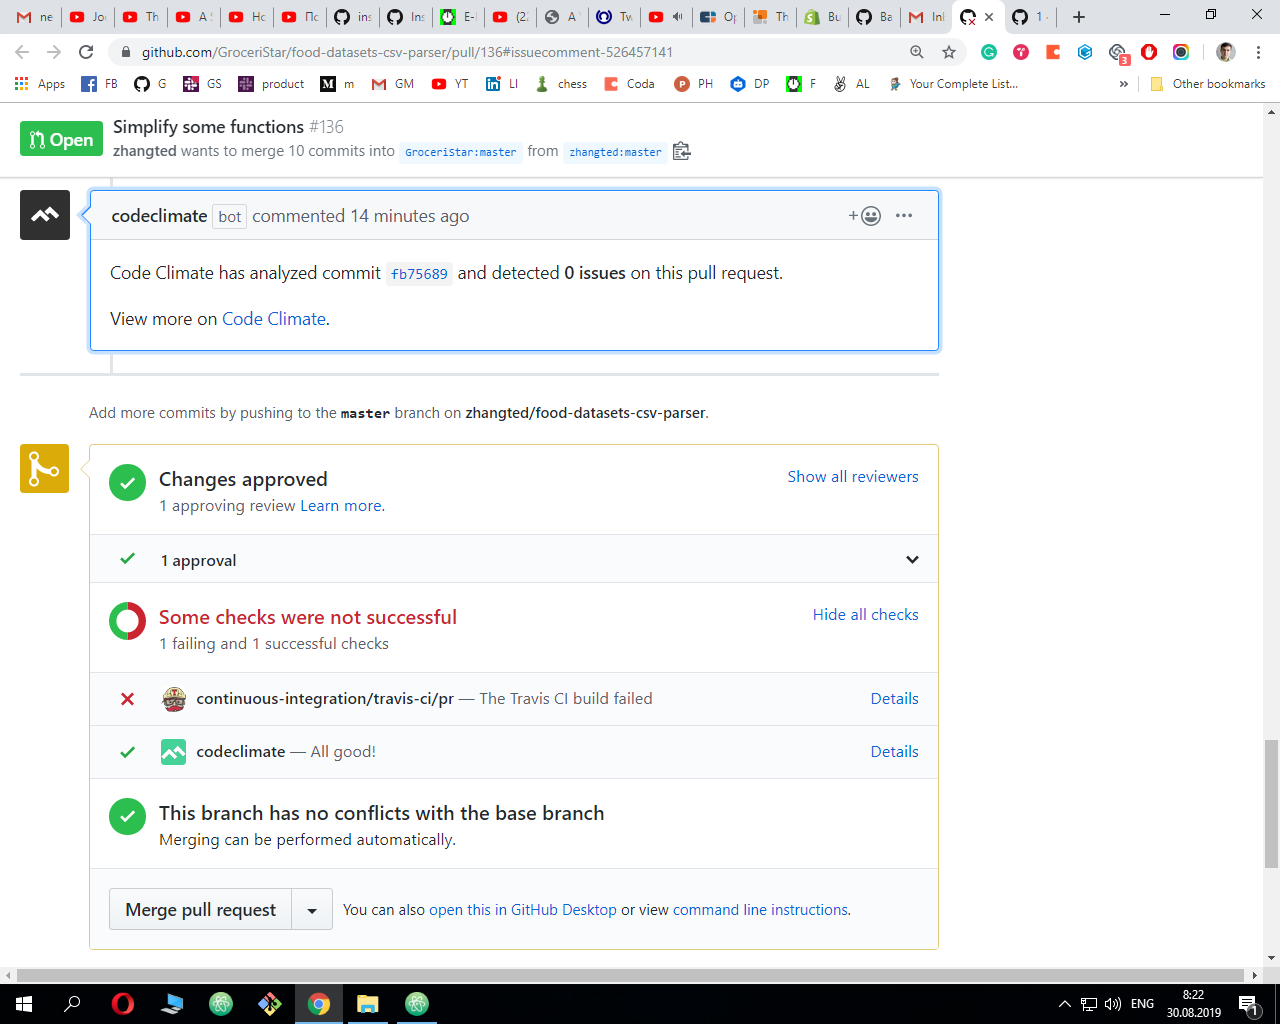 ne
Jo
Th
A S
Ho
По
ins
Ins
E-I
(2
A
Tw
Op
Th
Bu
Ba
Inl
1
github.com/GroceriStar/food-datasets-csv-parser/pull/136#issuecomment-526457141
3
Apps FB G GS product m GM YT LI chess Coda PH DP F AL Your Complete List... » Other bookmarks
Open
Simplify some functions #136
zhangted wants to merge 10 commits into GroceriStar:master from zhangted:master
codeclimate bot commented 14 minutes ago
Code Climate has analyzed commit fb75689 and detected 0 issues on this pull request.
View more on Code Climate.
Add more commits by pushing to the master branch on zhangted/food-datasets-csv-parser.
Changes approved Show all reviewers
1 approving review Learn more.
1 approval
Some checks were not successful Hide all checks
1 failing and 1 successful checks
continuous-integration/travis-ci/pr — The Travis CI build failed Details
codeclimate — All good! Details
This branch has no conflicts with the base branch
Merging can be performed automatically.
Merge pull request You can also open this in GitHub Desktop or view command line instructions.
ENG
8:22
30.08.2019
1